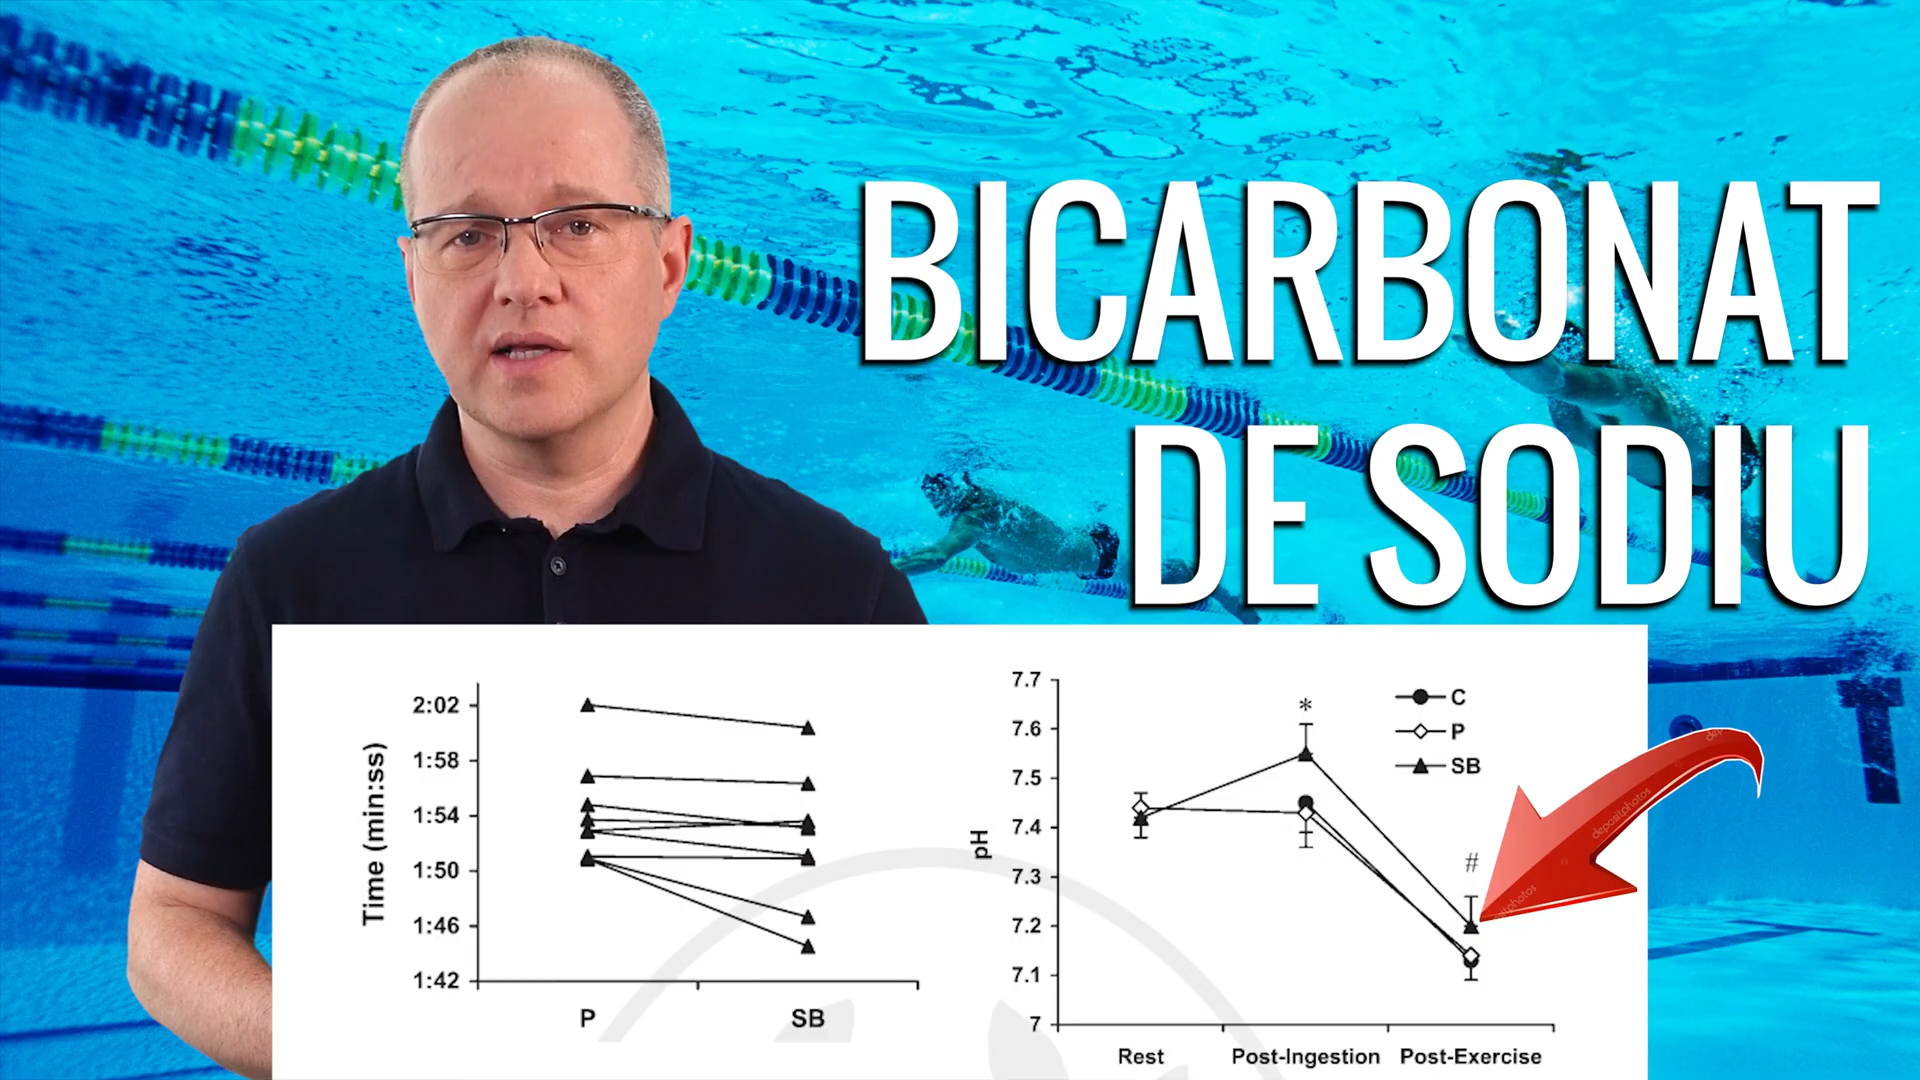 BICARBONAT
DE SODIU
Time (min:ss)
2:02
1:58
1:54
1:50
1:46
1:42
P
SB
pH
7.7
7.6
7.5
7.4
7.3
7.2
7.1
7
*
#
C
P
SB
Rest
Post-Ingestion
Post-Exercise
depositphotos